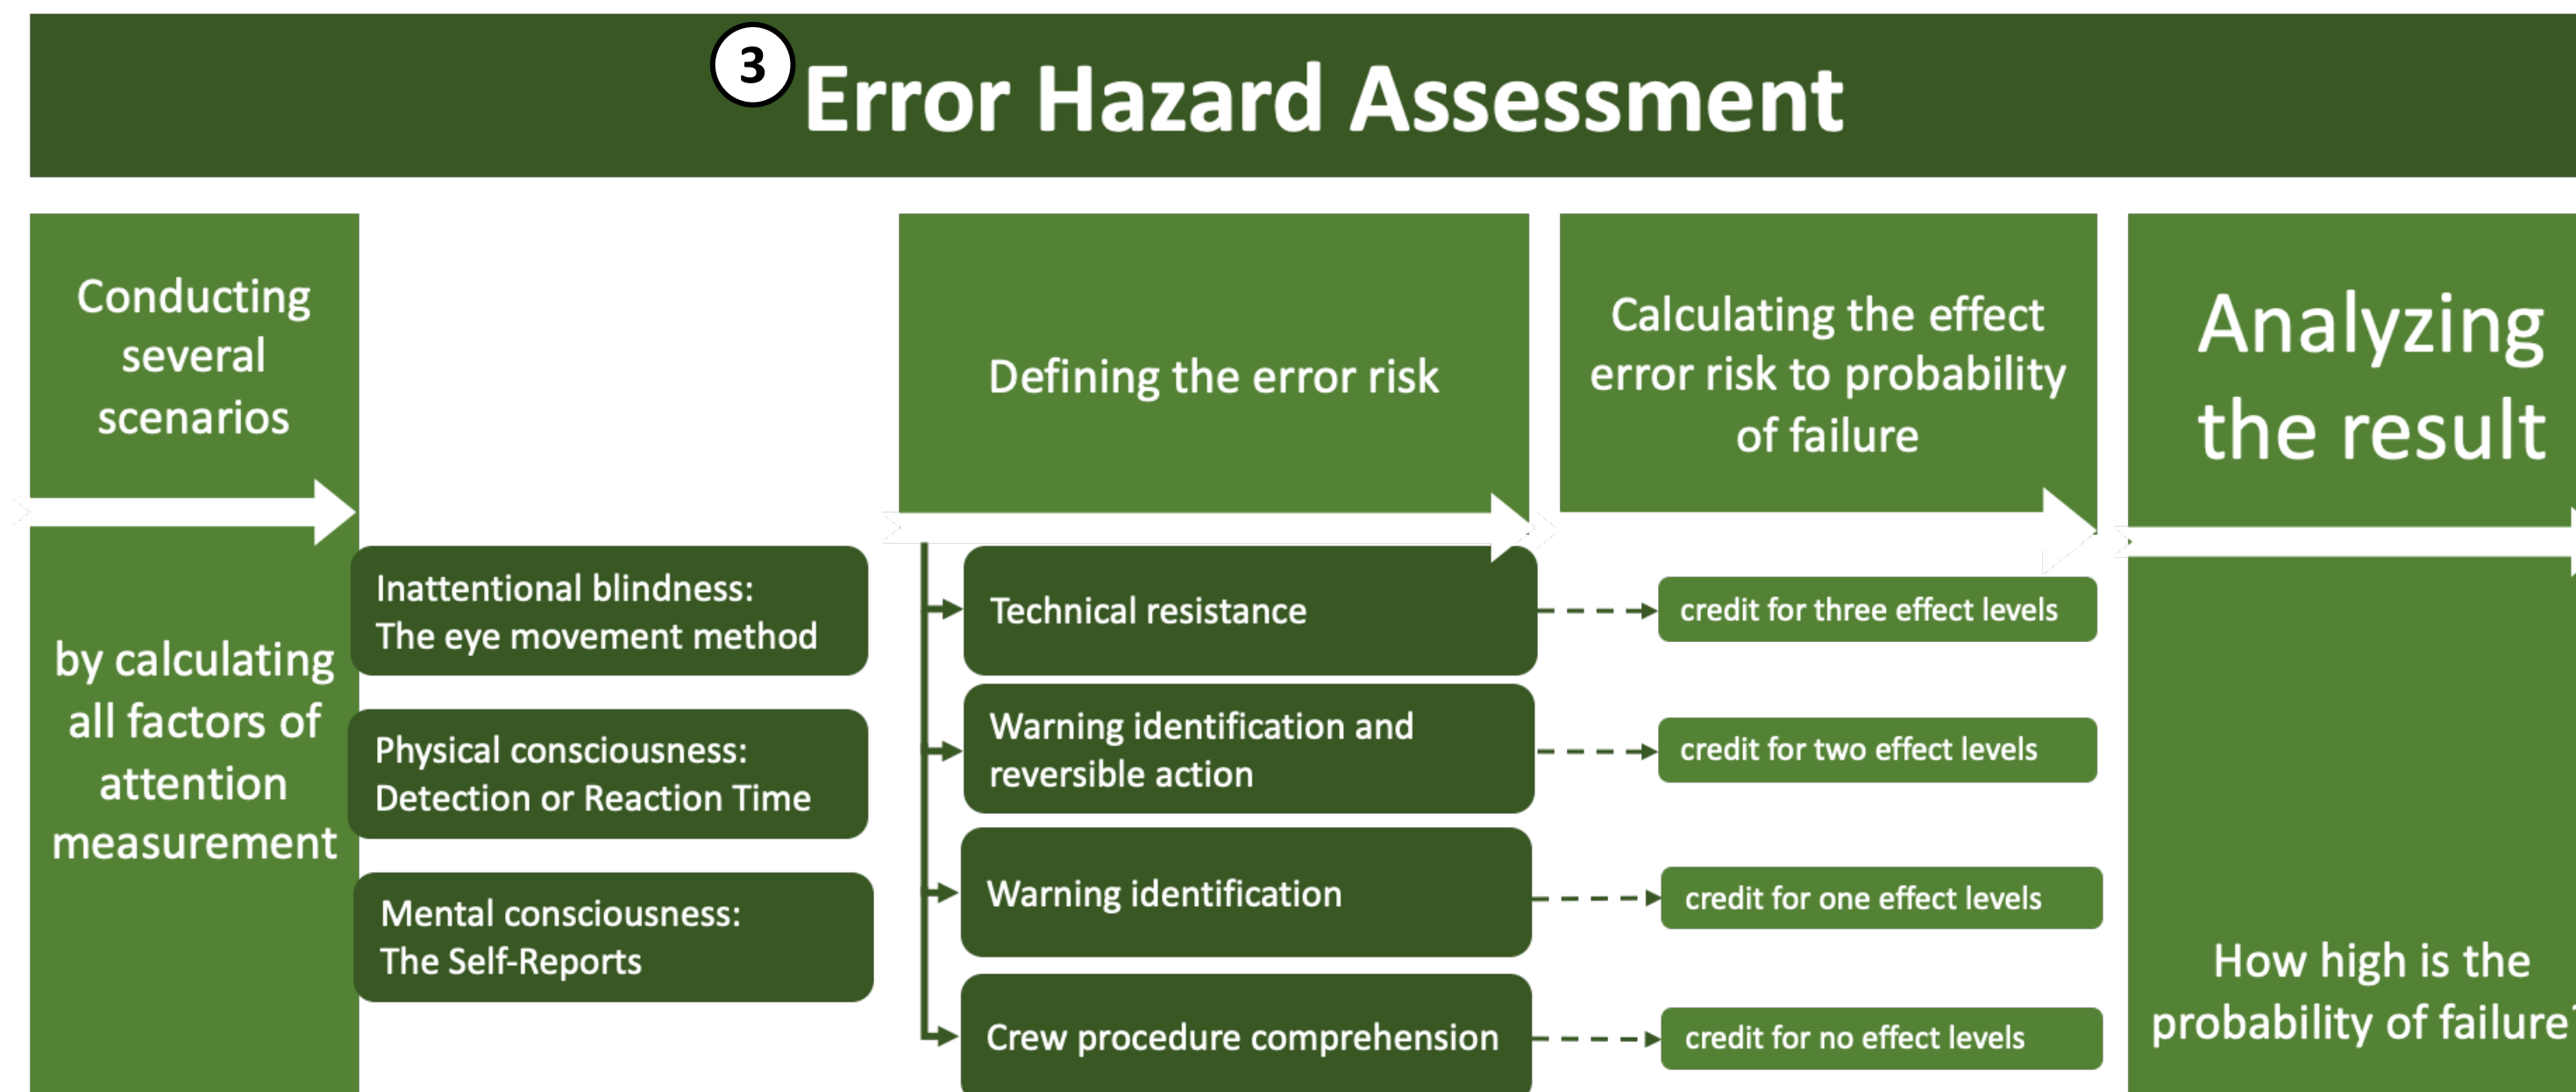 3
Error Hazard Assessment
Conducting
several
scenarios
by calculating
all factors of
attention
measurement
Inattentional blindness:
The eye movement method
Physical consciousness:
Detection or Reaction Time
Mental consciousness:
The Self-Reports
Defining the error risk
Technical resistance
Warning identification and
reversible action
Warning identification
Crew procedure comprehension
Calculating the effect
error risk to probability
of failure
credit for three effect levels
credit for two effect levels
credit for one effect levels
credit for no effect levels
Analyzing
the result
How high is the
probability of failure?